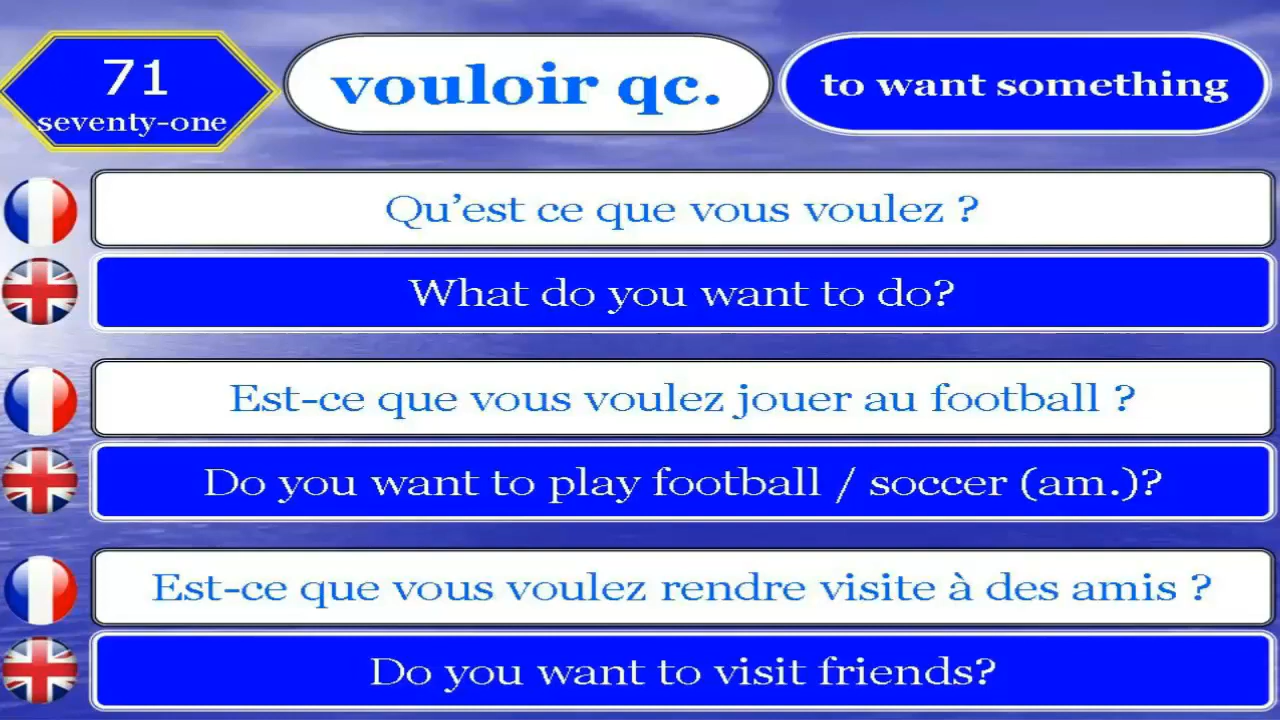 71
seventy-one
vouloir qc.
to want something
Qu’est ce que vous voulez ?
What do you want to do?
Est-ce que vous voulez jouer au football ?
Do you want to play football / soccer (am.)?
Est-ce que vous voulez rendre visite à des amis ?
Do you want to visit friends?